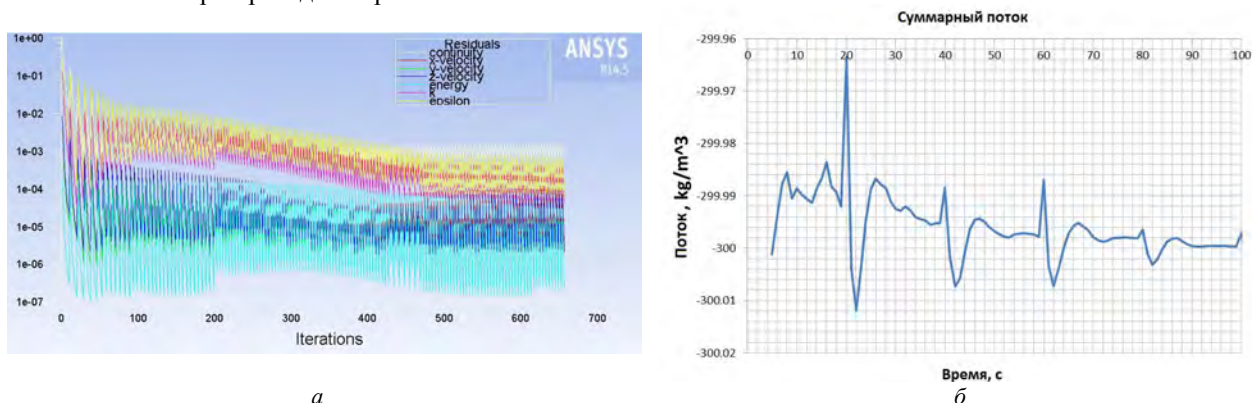 Суммарный поток
1e+00
1e-01
1e-02
1e-03
1e-04
1e-05
1e-06
1e-07
0 100 200 300 400 500 600 700
Iterations
Residuals
continuity
x-velocity
y-velocity
z-velocity
energy
k
epsilon
ANSYS
R14.5
-299.96
-299.97
-299.98
-299.99
-300
-300.01
-300.02
0 10 20 30 40 50 60 70 80 90 100
Поток , kg/m^3
Время, с
а
б